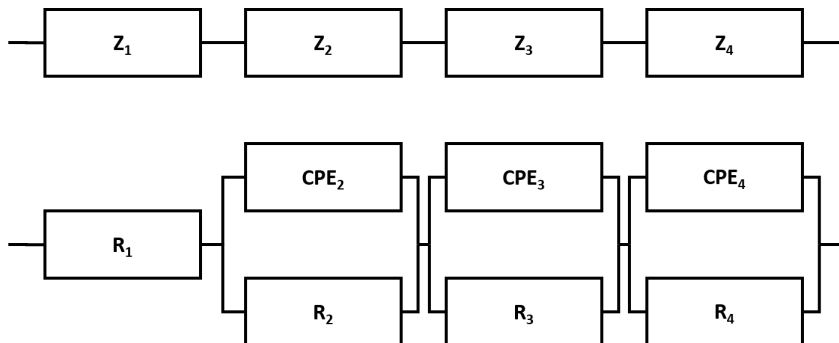 Z₁ Z₂ Z₃ Z₄
CPE₂ CPE₃ CPE₄
R₁
R₂ R₃ R₄